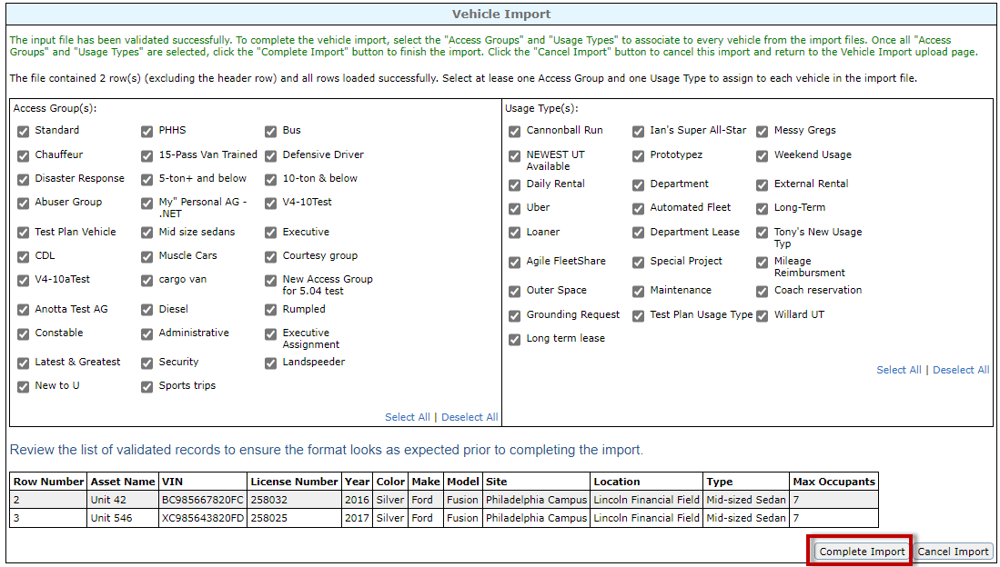 Vehicle Import
The input file has been validated successfully. To complete the vehicle import, select the "Access Groups" and "Usage Types" to associate to every vehicle from the import files. Once all "Access
Groups" and "Usage Types" are selected, click the "Complete Import" button to finish the import. Click the "Cancel Import" button to cancel this import and return to the Vehicle Import upload page.
The file contained 2 row(s) (excluding the header row) and all rows loaded successfully. Select at lease one Access Group and one Usage Type to assign to each vehicle in the import file.
Access Group(s):
Standard PHHS Bus
Chauffeur 15-Pass Van Trained Defensive Driver
Disaster Response 5-ton+ and below 10-ton & below
Abuser Group My" Personal AG - V4-10Test
.NET
Test Plan Vehicle Mid size sedans Executive
CDL Muscle Cars Courtesy group
V4-10aTest cargo van New Access Group
for 5.04 test
Anotta Test AG Diesel Rumpled
Constable Administrative Executive
Assignment
Latest & Greatest Security Landspeeder
New to U Sports trips
Select All | Deselect All
Usage Type(s):
Cannonball Run Ian's Super All-Star Messy Gregs
NEWEST UT Prototypez Weekend Usage
Available
Daily Rental Department External Rental
Uber Automated Fleet Long-Term
Loaner Department Lease Tony's New Usage
Typ
Agile FleetShare Special Project Mileage
Reimbursment
Outer Space Maintenance Coach reservation
Grounding Request Test Plan Usage Type Willard UT
Long term lease
Select All | Deselect All
Review the list of validated records to ensure the format looks as expected prior to completing the import.
Row Number Asset Name VIN License Number Year Color Make Model Site Location Type Max Occupants
2 Unit 42 BC985667820FC 258032 2016 Silver Ford Fusion Philadelphia Campus Lincoln Financial Field Mid-sized Sedan 7
3 Unit 546 XC985643820FD 258025 2017 Silver Ford Fusion Philadelphia Campus Lincoln Financial Field Mid-sized Sedan 7
Complete Import Cancel Import